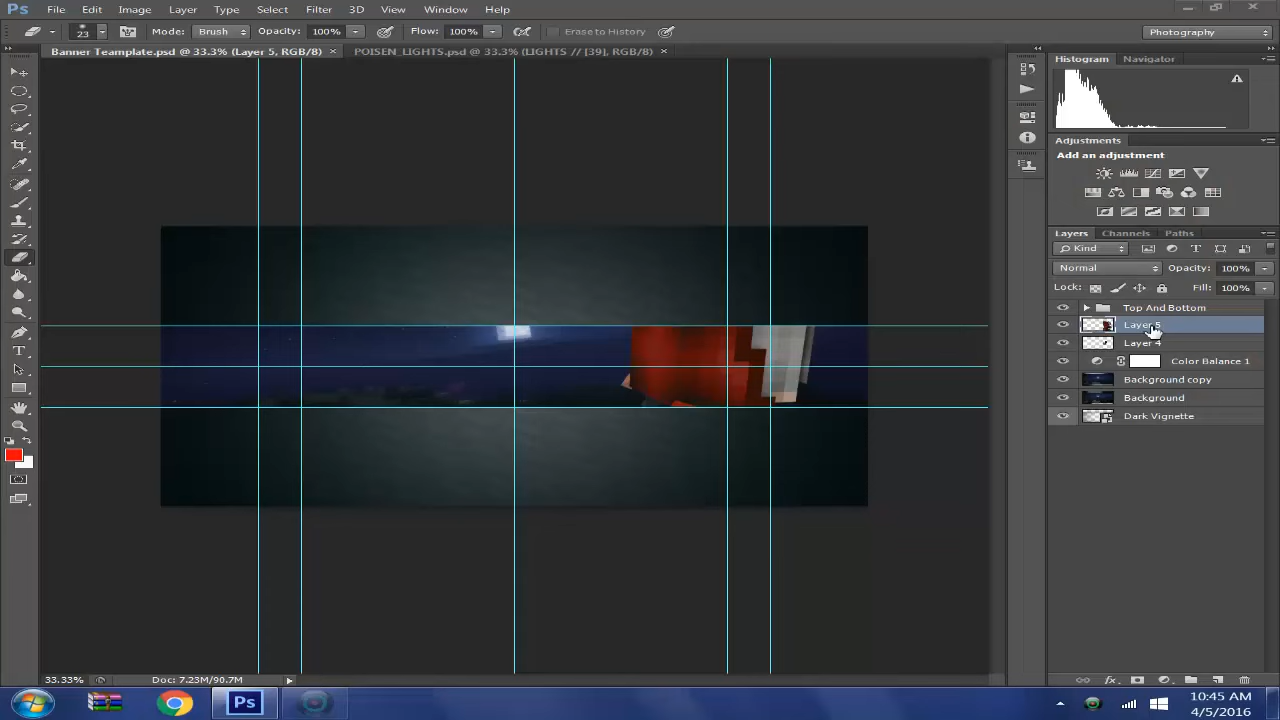 Ps File Edit Image Layer Type Select Filter 3D View Window Help
23 Mode: Brush Opacity: 100% Flow: 100% Erase to History Photography
Banner Teamplate.psd @ 33.3% (Layer 5, RGB/8) × POISEN_LIGHTS.psd @ 33.3% (LIGHTS // [39], RGB/8) ×
Histogram Navigator
Adjustments
Add an adjustment
Layers Channels Paths
Kind
Normal Opacity: 100%
Lock: Fill: 100%
Top And Bottom
Layer 5
Layer 4
Color Balance 1
Background copy
Background
Dark Vignette
33.33% Doc: 7.23M/90.7M
Ps
10:45 AM
4/5/2016